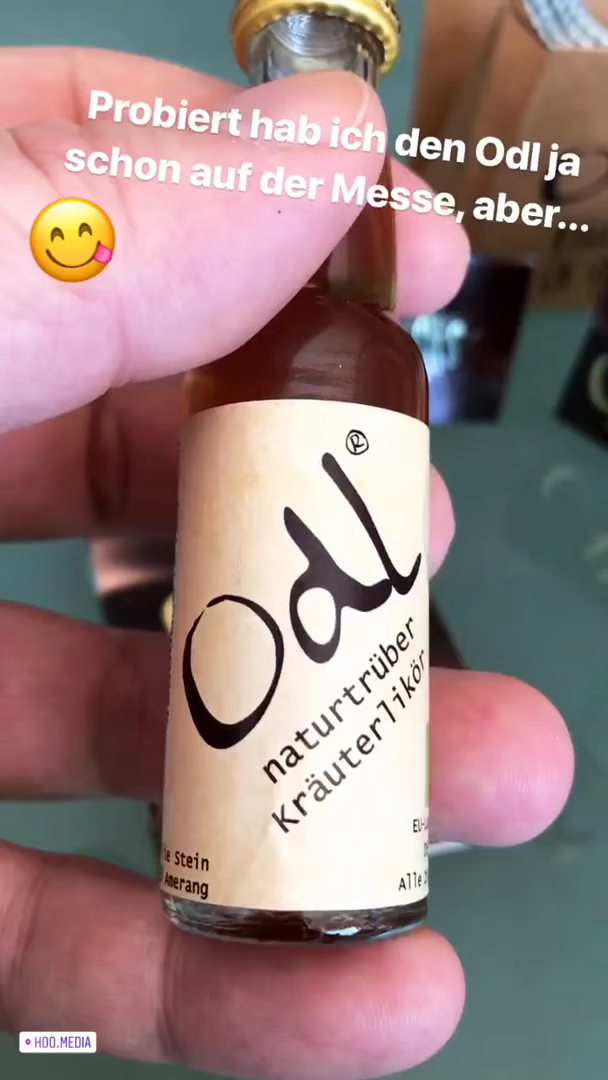 Probiert hab ich den Odl ja
schon auf der Messe, aber...
Odl®
naturtrüber
kräuterlikör
Stein
Amerang
Alle
HOO.MEDIA